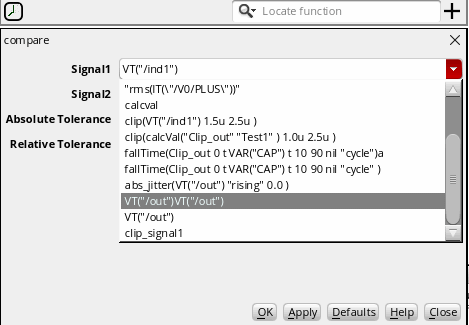 Locate function
compare
Signal1 VT("/ind1")
Signal2
Absolute Tolerance
Relative Tolerance
"rms(IT(\"/V0/PLUS\"))"
calcval
clip(VT("/ind1") 1.5u 2.5u )
clip(calcVal("Clip_out" "Test1" ) 1.0u 2.5u )
fallTime(Clip_out 0 t VAR("CAP") t 10 90 nil "cycle")a
fallTime(Clip_out 0 t VAR("CAP") t 10 90 nil "cycle" )
abs_jitter(VT("/out") "rising" 0.0 )
VT("/out")VT("/out")
VT("/out")
clip_signal1
OK Apply Defaults Help Close